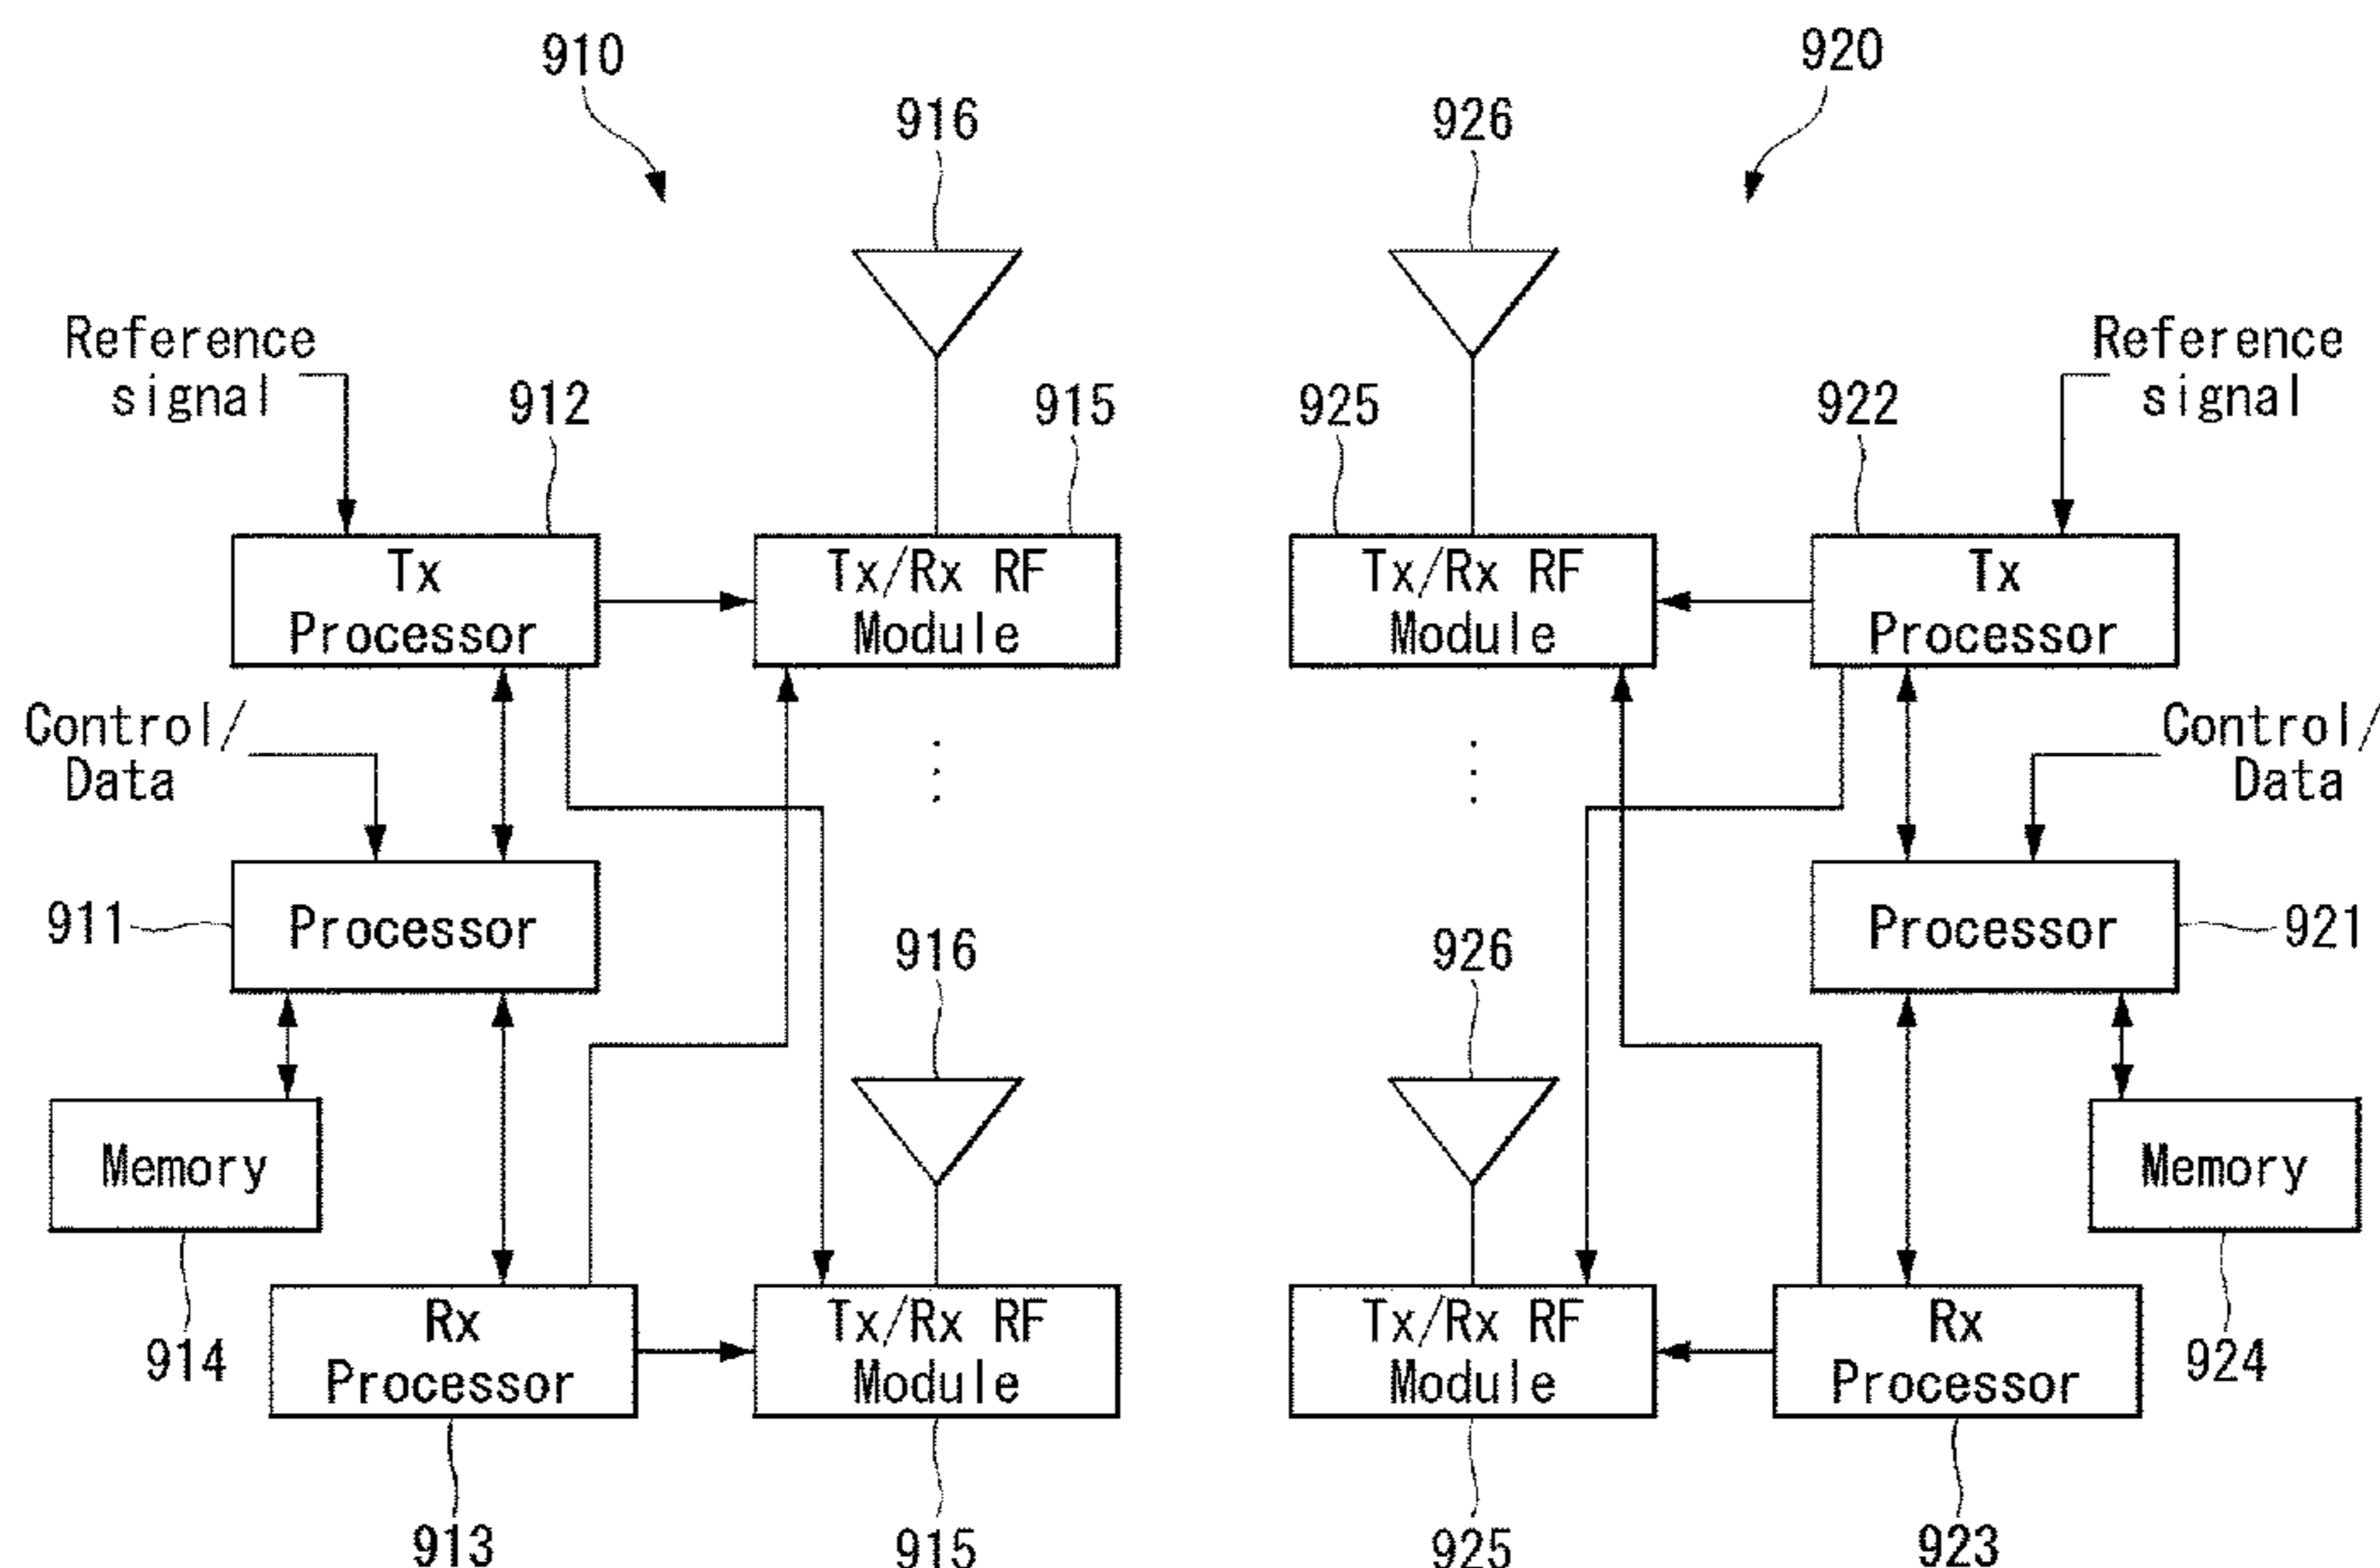 910
920
916
926
Reference
signal
912
915
925
922
Reference
signal
Tx
Processor
Tx/Rx RF
Module
Tx/Rx RF
Module
Tx
Processor
Control/
Data
Control/
Data
911
Processor
916
926
Processor
921
Memory
Memory
914
Rx
Processor
Tx/Rx RF
Module
Tx/Rx RF
Module
Rx
Processor
924
913
915
925
923